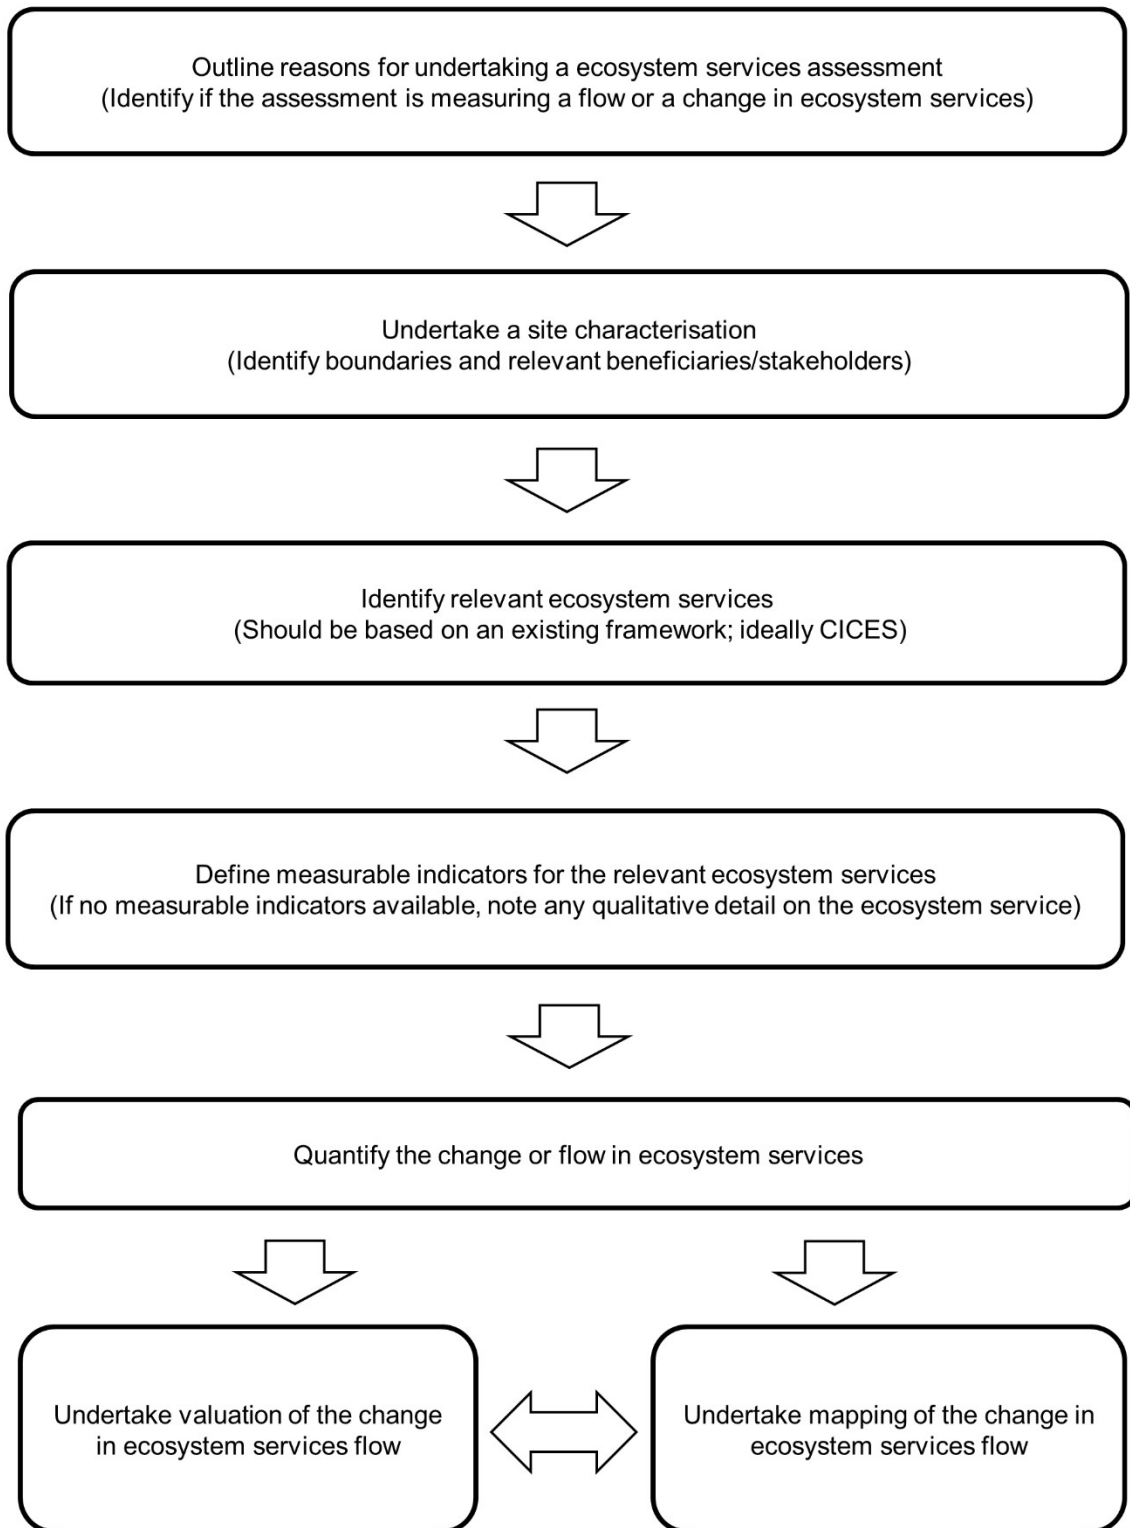 Outline reasons for undertaking a ecosystem services assessment
(Identify if the assessment is measuring a flow or a change in ecosystem services)
Undertake a site characterisation
(Identify boundaries and relevant beneficiaries/stakeholders)
Identify relevant ecosystem services
(Should be based on an existing framework; ideally CICES)
Define measurable indicators for the relevant ecosystem services
(If no measurable indicators available, note any qualitative detail on the ecosystem service)
Quantify the change or flow in ecosystem services
Undertake valuation of the change
in ecosystem services flow
Undertake mapping of the change in
ecosystem services flow